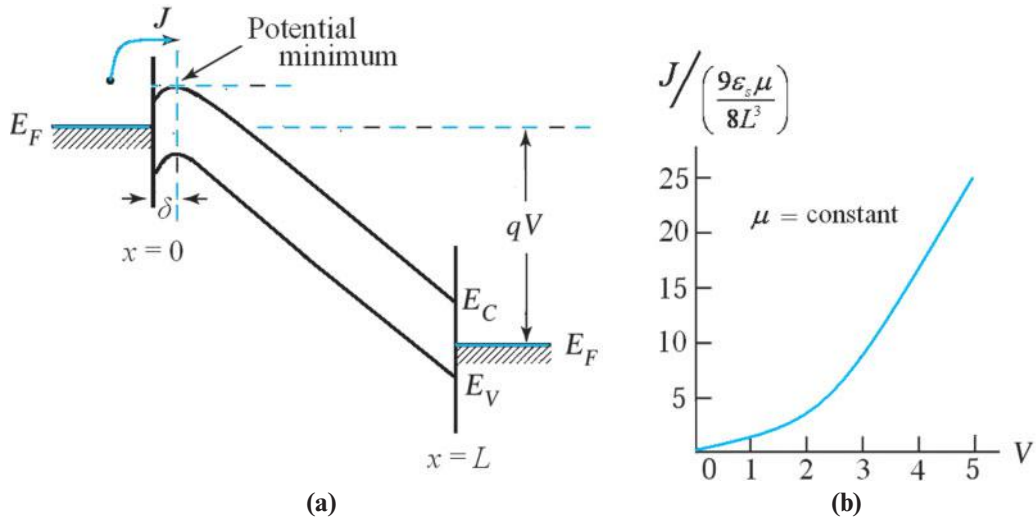 J
Potential
minimum
E_F
δ
x = 0
qV
E_C
E_F
E_V
x = L
(a)
J/(9ε_s μ / 8L³)
25
μ = constant
20
15
10
5
0 1 2 3 4 5 V
(b)